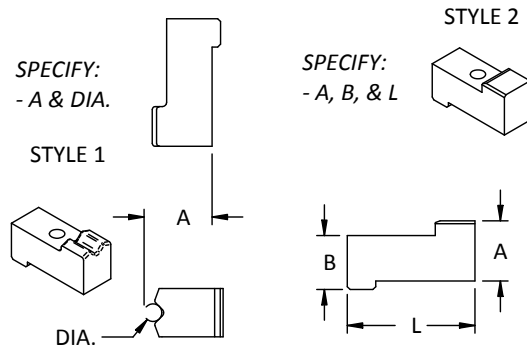 STYLE 2
SPECIFY:
- A & DIA.
SPECIFY:
- A, B, & L
STYLE 1
A
B
A
L
DIA.